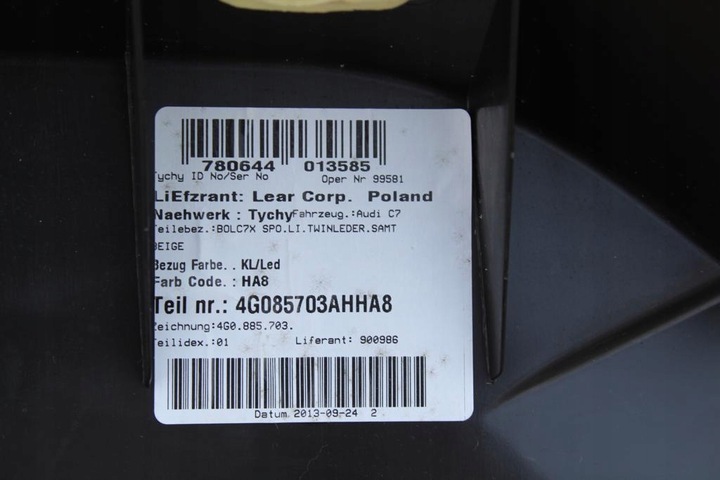 780644 013585
Tychy ID No/Ser No Oper Nr 99581
LiEfzrant: Lear Corp. Poland
Naehwerk : Tychy Fahrzeug.:Audi C7
Teilebez.:BOLC7X SPO.LI.TWINLEDER.SAMT
BEIGE
Bezug Farbe. . KL/Led
Farb Code. : HA8
Teil nr.: 4G085703AHHA8
Zeichnung:4G0.885.703.
Teilidex.:01 Liferant: 900986
Datum 2013-09-24 2